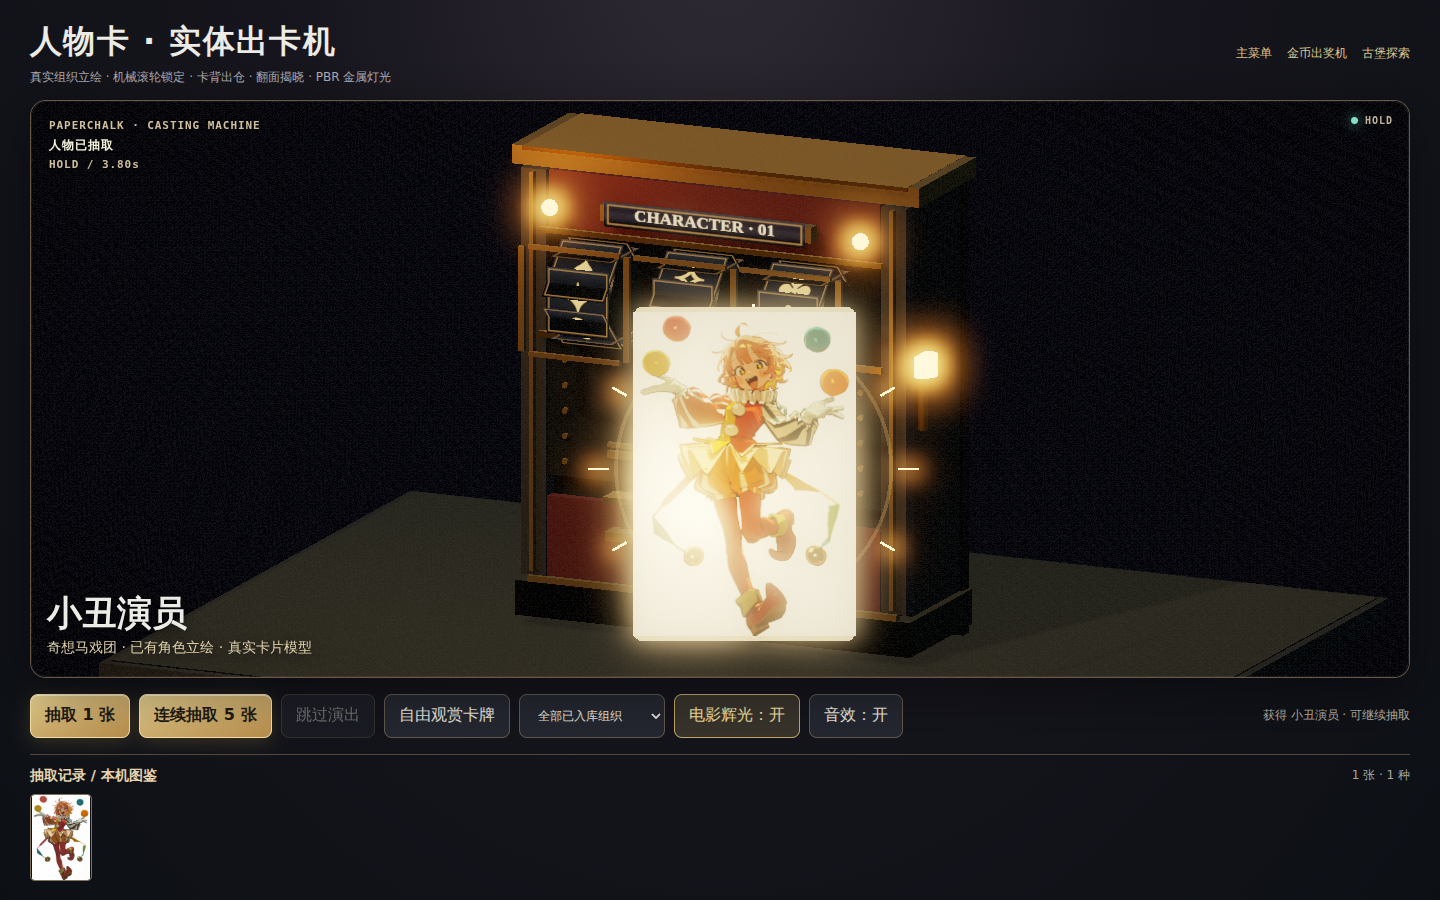 人物卡 · 实体出卡机
真实组织立绘 · 机械滚轮锁定 · 卡背出仓 · 翻面揭晓 · PBR 金属灯光
主菜单 金币出奖机 古堡探索
PAPERCHALK · CASTING MACHINE
人物已抽取
HOLD / 3.80s
HOLD
CHARACTER · 01
小丑演员
奇想马戏团 · 已有角色立绘 · 真实卡片模型
抽取 1 张 连续抽取 5 张 跳过演出 自由观赏卡牌 全部已入库组织 电影辉光：开 音效：开
获得 小丑演员 · 可继续抽取
抽取记录 / 本机图鉴
1 张 · 1 种